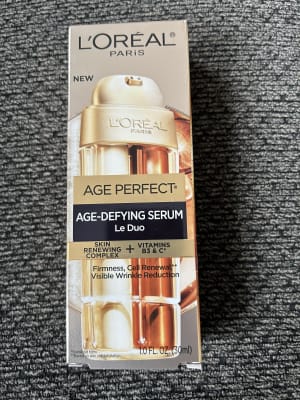 L'ORÉAL
PARIS
NEW
L'ORÉAL
PARIS
AGE PERFECT
AGE-DEFYING SERUM
Le Duo
SKIN RENEWING COMPLEX + VITAMINS B3 & C*
Firmness, Cell Renewal**
Visible Wrinkle Reduction
1.0 FL OZ (30ml)